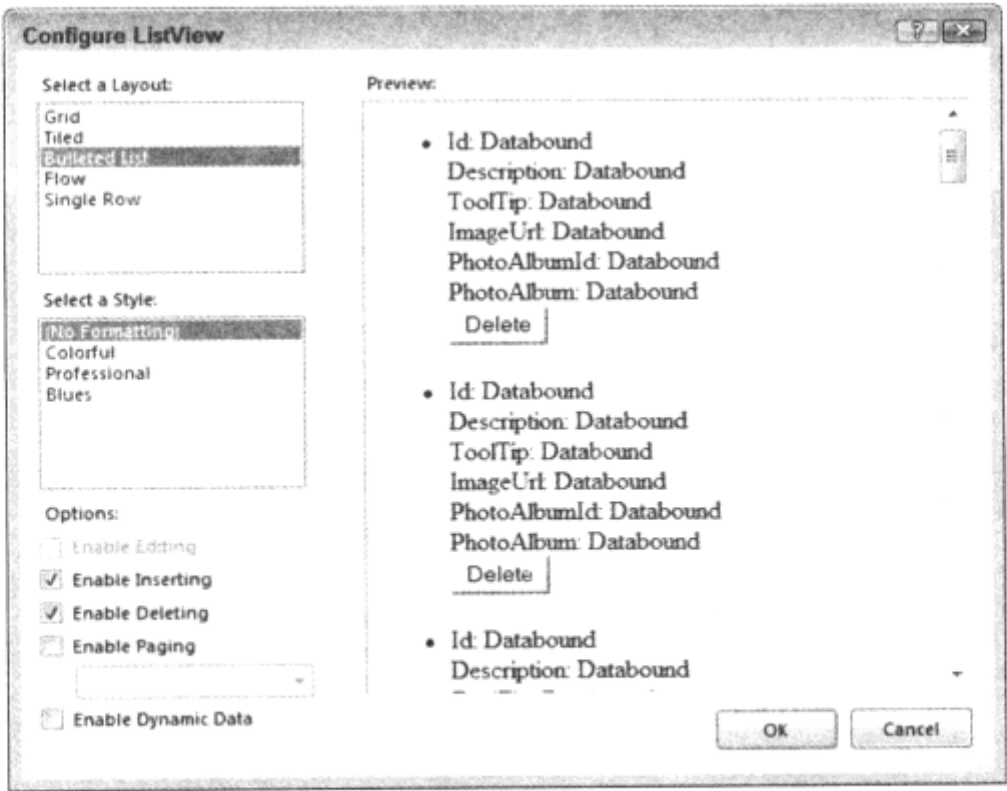 Configure ListView
Select a Layout:
Grid
Tiled
Bulleted List
Flow
Single Row
Select a Style:
(No Formatting)
Colorful
Professional
Blues
Options:
Enable Editing
Enable Inserting
Enable Deleting
Enable Paging
Enable Dynamic Data
Preview:
• Id: Databound
Description: Databound
ToolTip: Databound
ImageUrl: Databound
PhotoAlbumId: Databound
PhotoAlbum: Databound
Delete
• Id: Databound
Description: Databound
ToolTip: Databound
ImageUrl: Databound
PhotoAlbumId: Databound
PhotoAlbum: Databound
Delete
• Id: Databound
Description: Databound
OK
Cancel